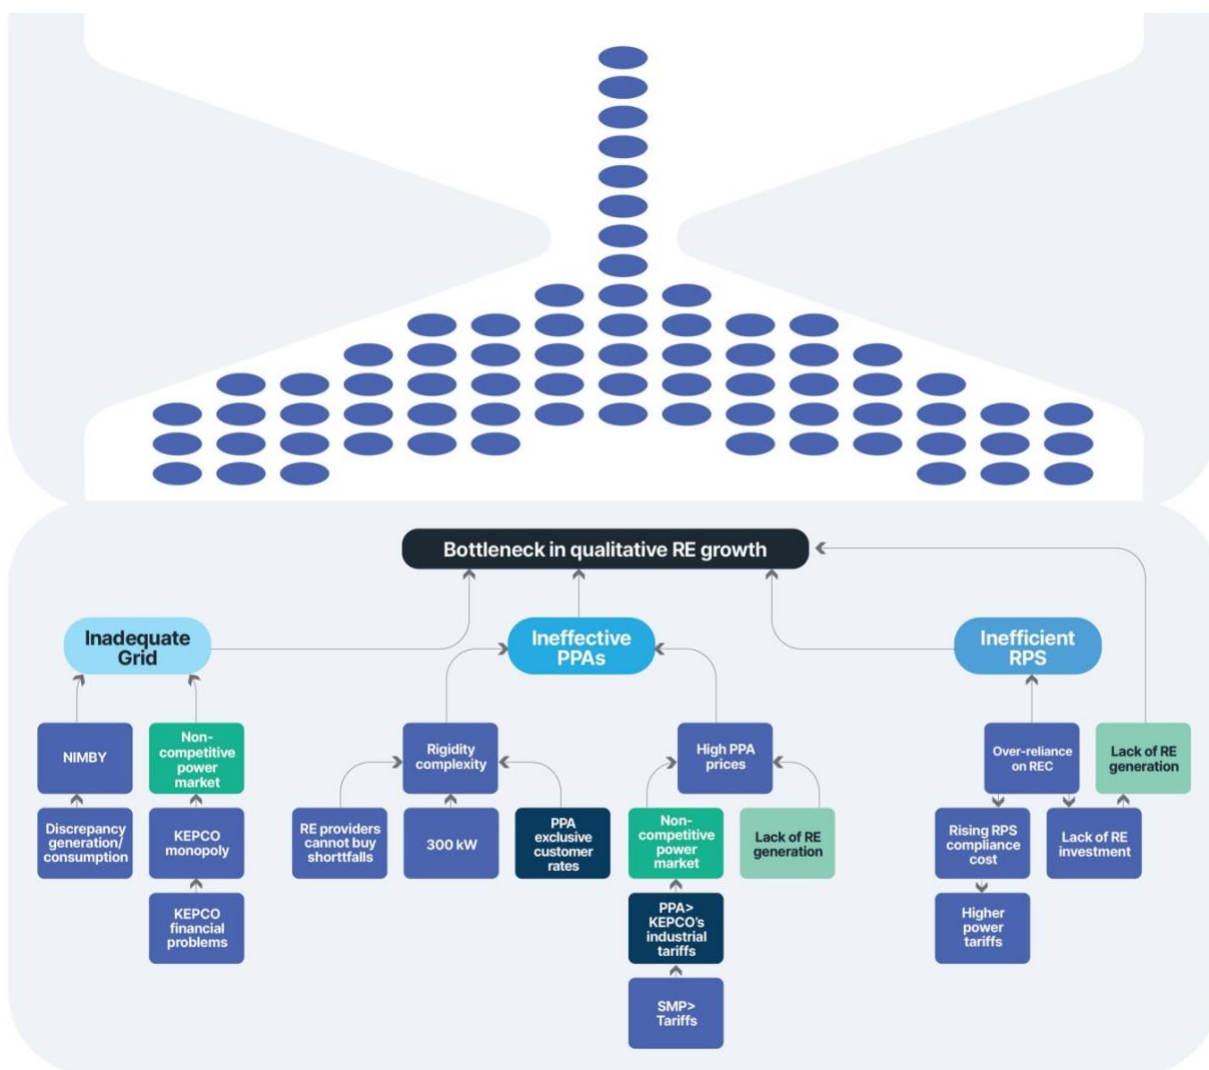 Bottleneck in qualitative RE growth
Inadequate
Grid
Ineffective
PPAs
Inefficient
RPS
NIMBY
Non-
competitive
power
market
Rigidity
complexity
High PPA
prices
Over-reliance
on REC
Lack of RE
generation
Discrepancy
generation/
consumption
KEPCO
monopoly
RE providers
cannot buy
shorttfalls
300 kW
PPA
exclusive
customer
rates
Non-
competitive
power
market
Lack of RE
generation
Rising RPS
compliance
cost
Lack of RE
investment
KEPCO
financial
problems
PPA>
KEPCO's
industrial
tariffs
Higher
power
tariffs
SMP>
Tariffs